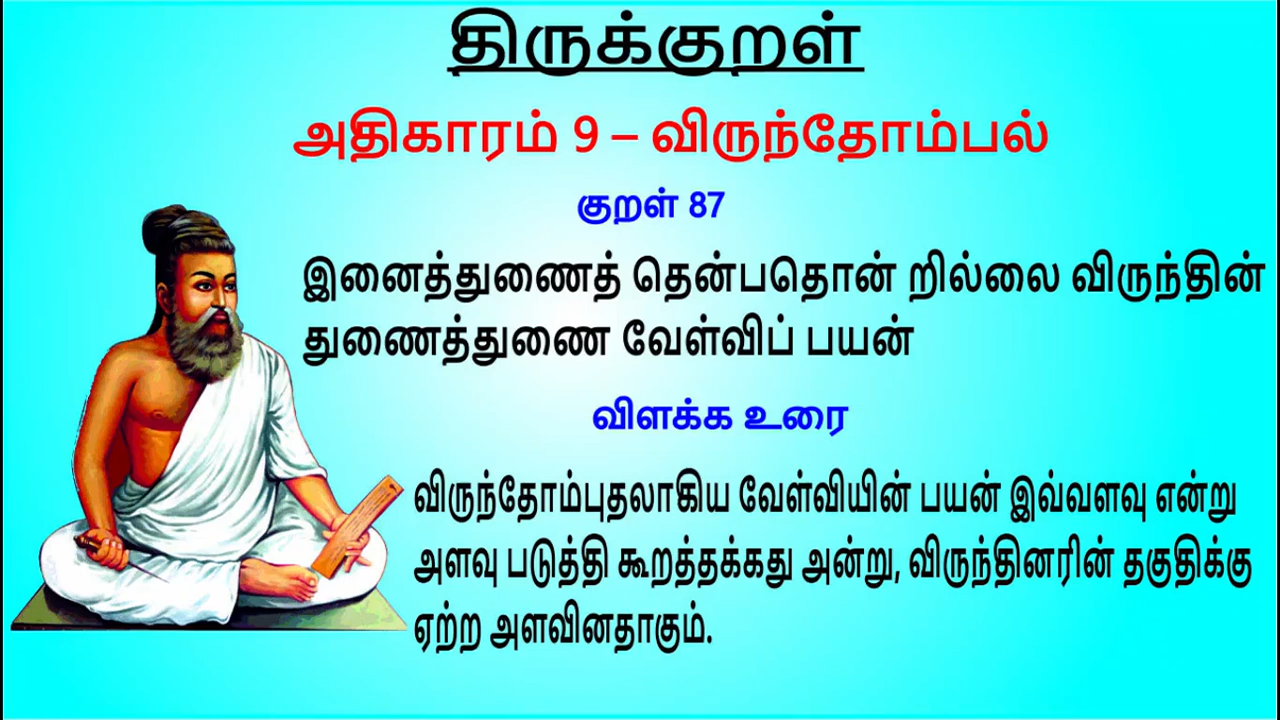 திருக்குறள்
அதிகாரம் 9 – விருந்தோம்பல்
குறள் 87
இனைத்துணைத் தென்பதொன் றில்லை விருந்தின்
துணைத்துணை வேள்விப் பயன்
விளக்க உரை
விருந்தோம்புதலாகிய வேள்வியின் பயன் இவ்வளவு என்று
அளவு படுத்தி கூறத்தக்கது அன்று, விருந்தினரின் தகுதிக்கு
ஏற்ற அளவினதாகும்.